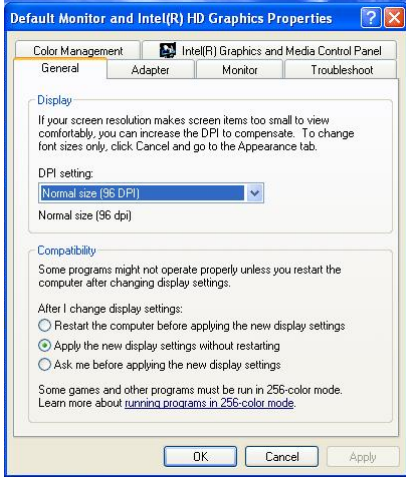 Default Monitor and Intel(R) HD Graphics Properties
Color Management
Intel(R) Graphics and Media Control Panel
General
Adapter
Monitor
Troubleshoot
Display
If your screen resolution makes screen items too small to view
comfortably, you can increase the DPI to compensate. To change
font sizes only, click Cancel and go to the Appearance tab.
DPI setting:
Normal size (96 DPI)
Normal size (96 dpi)
Compatibility
Some programs might not operate properly unless you restart the
computer after changing display settings.
After I change display settings:
Restart the computer before applying the new display settings
Apply the new display settings without restarting
Ask me before applying the new display settings
Some games and other programs must be run in 256-color mode.
Learn more about running programs in 256-color mode.
OK
Cancel
Apply